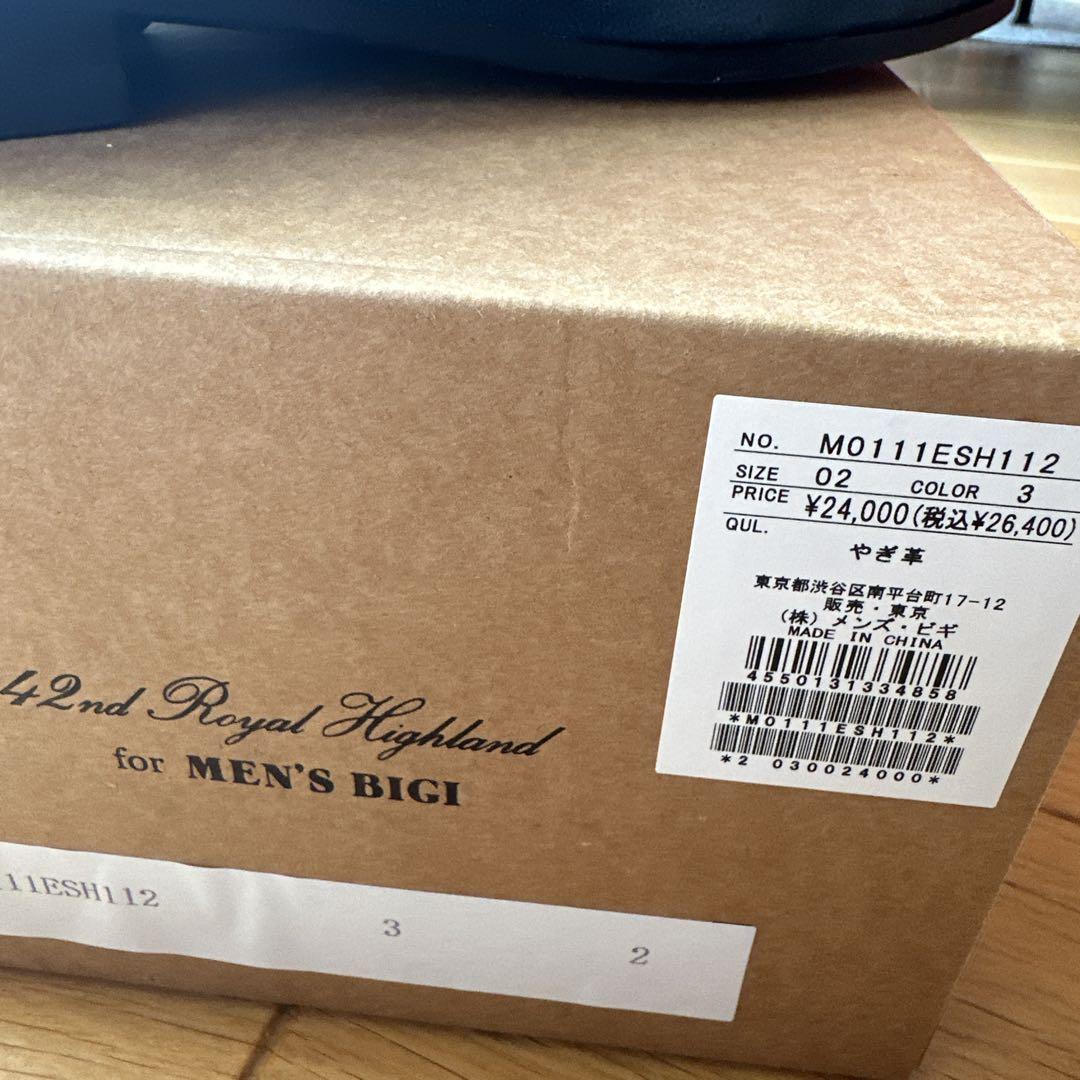 NO. M0111ESH112
SIZE 02 COLOR 3
PRICE ¥24,000(税込¥26,400)
QUL.
やぎ革
東京都渋谷区南平台町17-12
販売・東京
(株)メンズ・ビギ
MADE IN CHINA
4550131334858
*M0111ESH112*
*2 030024000*
42nd Royal Highland
for MEN'S BIGI
111ESH112 3 2